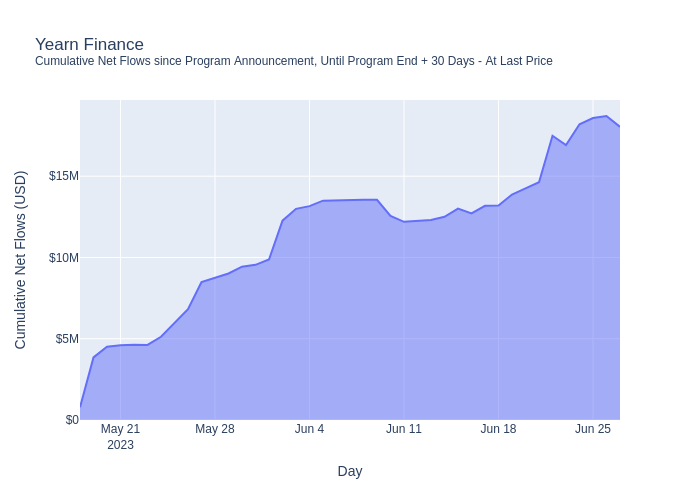 Yearn Finance
Cumulative Net Flows since Program Announcement, Until Program End + 30 Days - At Last Price
Cumulative Net Flows (USD)
$15M
$10M
$5M
$0
May 21
2023
May 28
Jun 4
Jun 11
Jun 18
Jun 25
Day